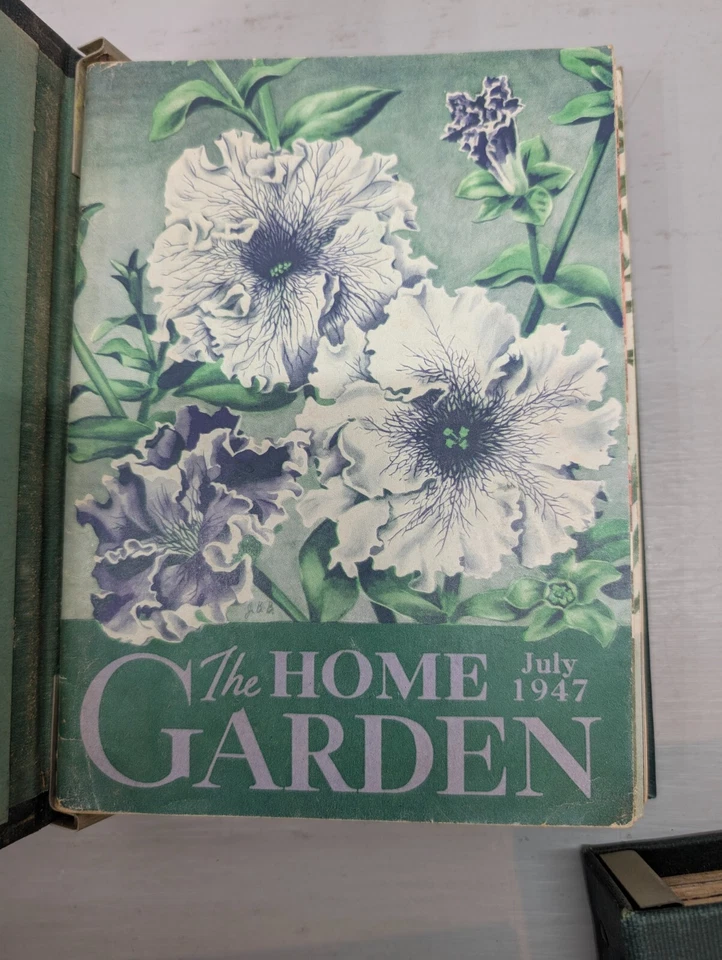 J.B.B.
The HOME
July
1947
GARDEN